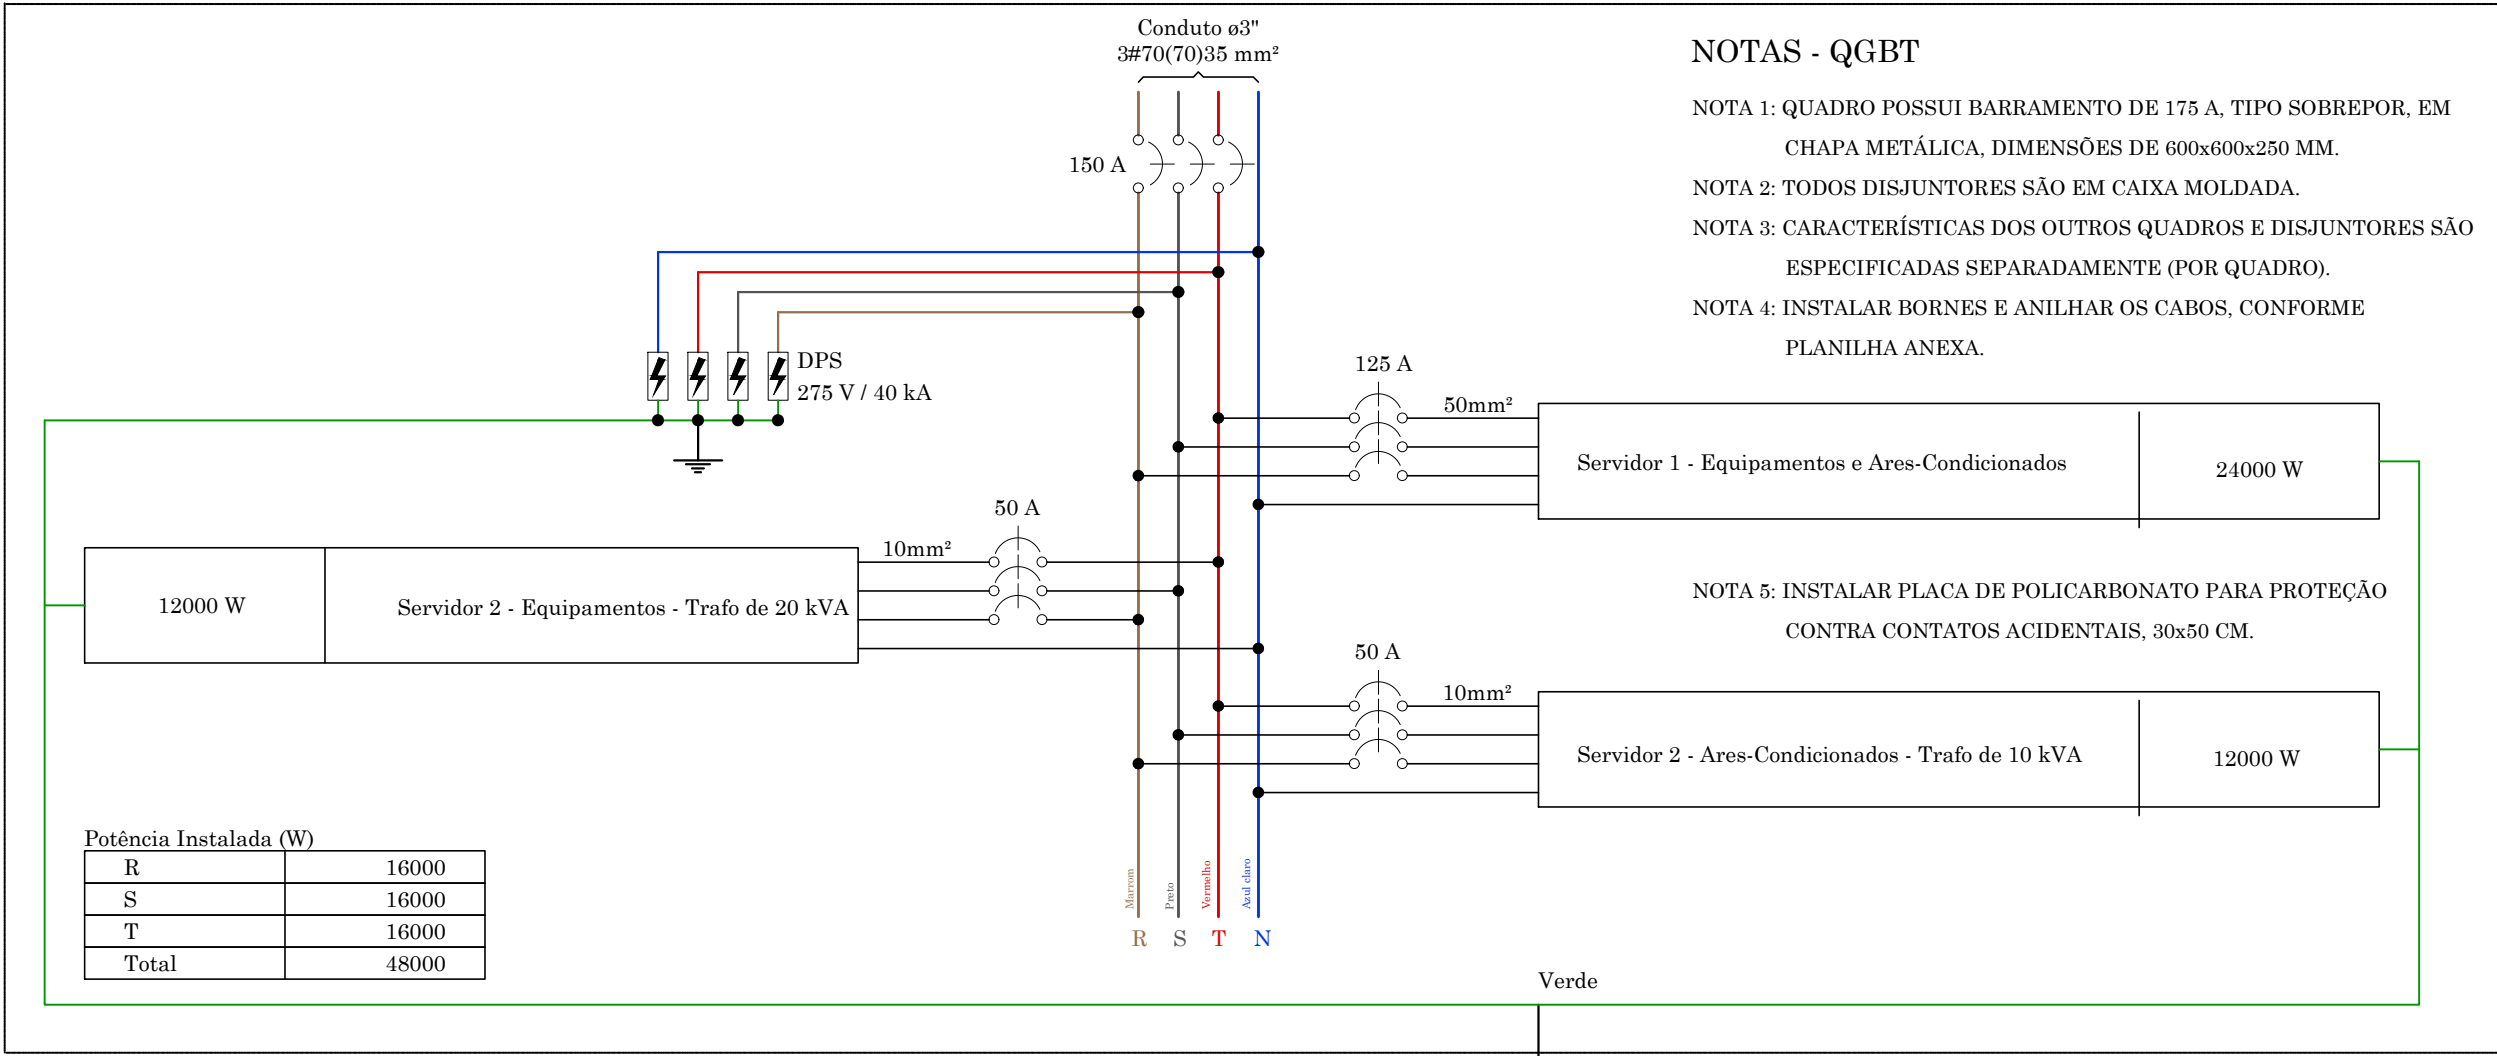 Conduto ø3"
3#70(70)35 mm²
150 A
NOTAS - QGBT
NOTA 1: QUADRO POSSUI BARRAMENTO DE 175 A, TIPO SOBREPOR, EM
CHAPA METÁLICA, DIMENSÕES DE 600x600x250 MM.
NOTA 2: TODOS DISJUNTORES SÃO EM CAIXA MOLDADA.
NOTA 3: CARACTERÍSTICAS DOS OUTROS QUADROS E DISJUNTORES SÃO
ESPECIFICADAS SEPARADAMENTE (POR QUADRO).
NOTA 4: INSTALAR BORNES E ANILHAR OS CABOS, CONFORME
PLANILHA ANEXA.
DPS
275 V / 40 kA
125 A
50mm²
Servidor 1 - Equipamentos e Ares-Condicionados
24000 W
50 A
10mm²
12000 W
Servidor 2 - Equipamentos - Trafo de 20 kVA
NOTA 5: INSTALAR PLACA DE POLICARBONATO PARA PROTEÇÃO
CONTRA CONTATOS ACIDENTAIS, 30x50 CM.
50 A
10mm²
Servidor 2 - Ares-Condicionados - Trafo de 10 kVA
12000 W
Potência Instalada (W)
R 16000
S 16000
T 16000
Total 48000
Marrom
Preto
Vermelho
Azul claro
R S T N
Verde